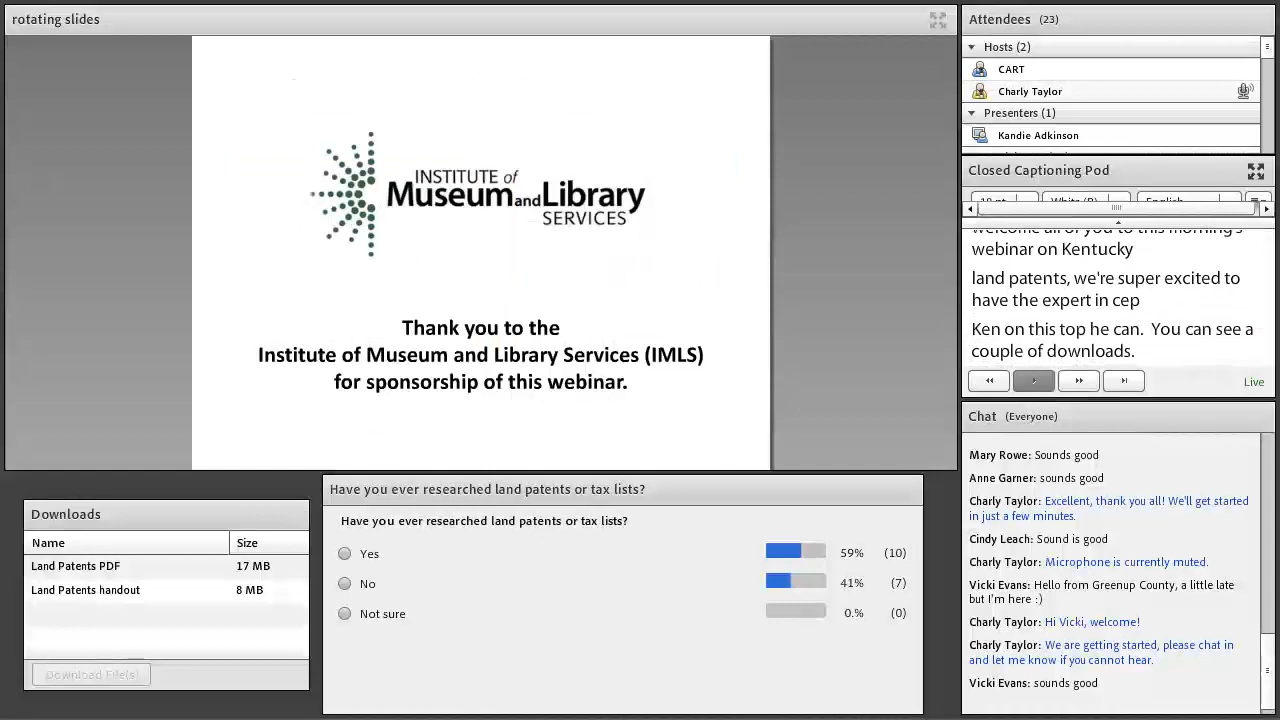 rotating slides
INSTITUTE of
Museum and Library
SERVICES
Thank you to the
Institute of Museum and Library Services (IMLS)
for sponsorship of this webinar.
Attendees (23)
Hosts (2)
CART
Charly Taylor
Presenters (1)
Kandie Adkinson
Closed Captioning Pod
English
welcome all of you to this morning's
webinar on Kentucky
land patents, we're super excited to
have the expert in cep
Ken on this top he can. You can see a
couple of downloads.
Live
Chat (Everyone)
Mary Rowe: Sounds good
Anne Garner: sounds good
Charly Taylor: Excellent, thank you all! We'll get started
in just a few minutes.
Cindy Leach: Sound is good
Charly Taylor: Microphone is currently muted.
Vicki Evans: Hello from Greenup County, a little late
but I'm here :)
Charly Taylor: Hi Vicki, welcome!
Charly Taylor: We are getting started, please chat in
and let me know if you cannot hear.
Vicki Evans: sounds good
Downloads
Name Size
Land Patents PDF 17 MB
Land Patents handout 8 MB
Download File(s)
Have you ever researched land patents or tax lists?
Have you ever researched land patents or tax lists?
Yes 59% (10)
No 41% (7)
Not sure 0.% (0)